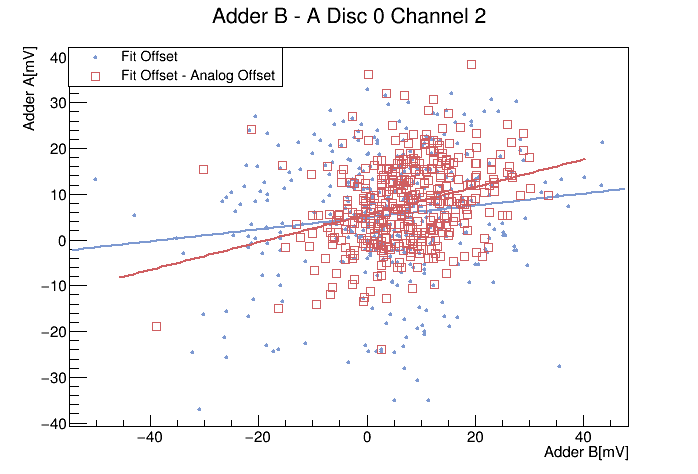 Adder B - A Disc 0 Channel 2
Adder A[mV]
Fit Offset
Fit Offset - Analog Offset
40
30
20
10
0
−10
−20
−30
−40
−40 −20 0 20 40
Adder B[mV]